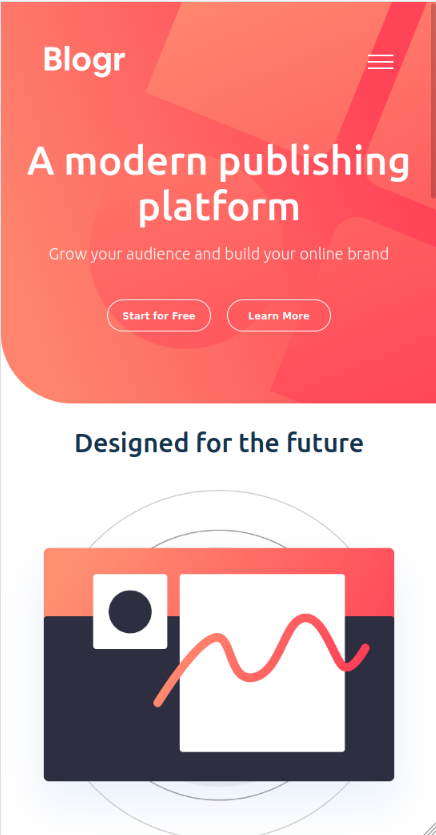 Blogr
A modern publishing
platform
Grow your audience and build your online brand
Start for Free
Learn More
Designed for the future